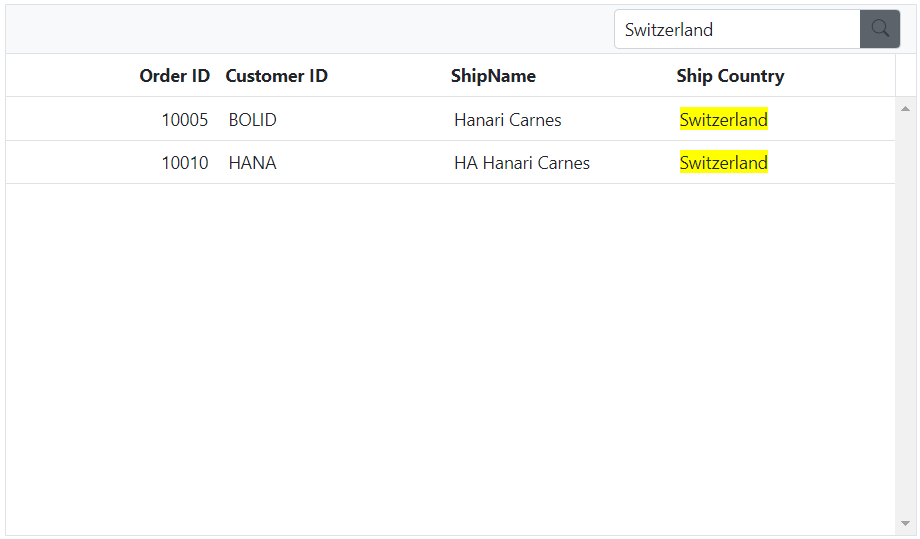 Switzerland
Order ID Customer ID ShipName Ship Country
10005 BOLID Hanari Carnes Switzerland
10010 HANA HA Hanari Carnes Switzerland